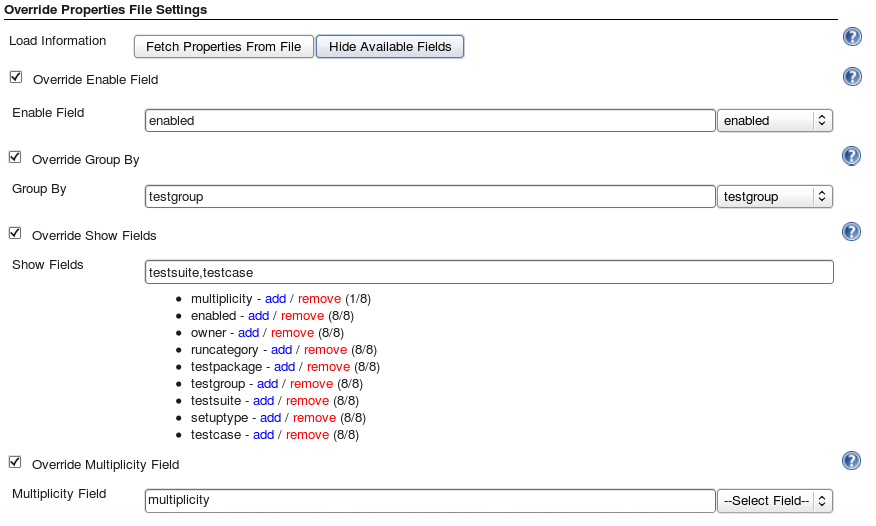 Override Properties File Settings
Load Information Fetch Properties From File Hide Available Fields ?
Override Enable Field ?
Enable Field enabled enabled
Override Group By ?
Group By testgroup testgroup
Override Show Fields ?
Show Fields testsuite,testcase
• multiplicity - add / remove (1/8)
• enabled - add / remove (8/8)
• owner - add / remove (8/8)
• runcategory - add / remove (8/8)
• testpackage - add / remove (8/8)
• testgroup - add / remove (8/8)
• testsuite - add / remove (8/8)
• setuptype - add / remove (8/8)
• testcase - add / remove (8/8)
Override Multiplicity Field ?
Multiplicity Field multiplicity --Select Field--